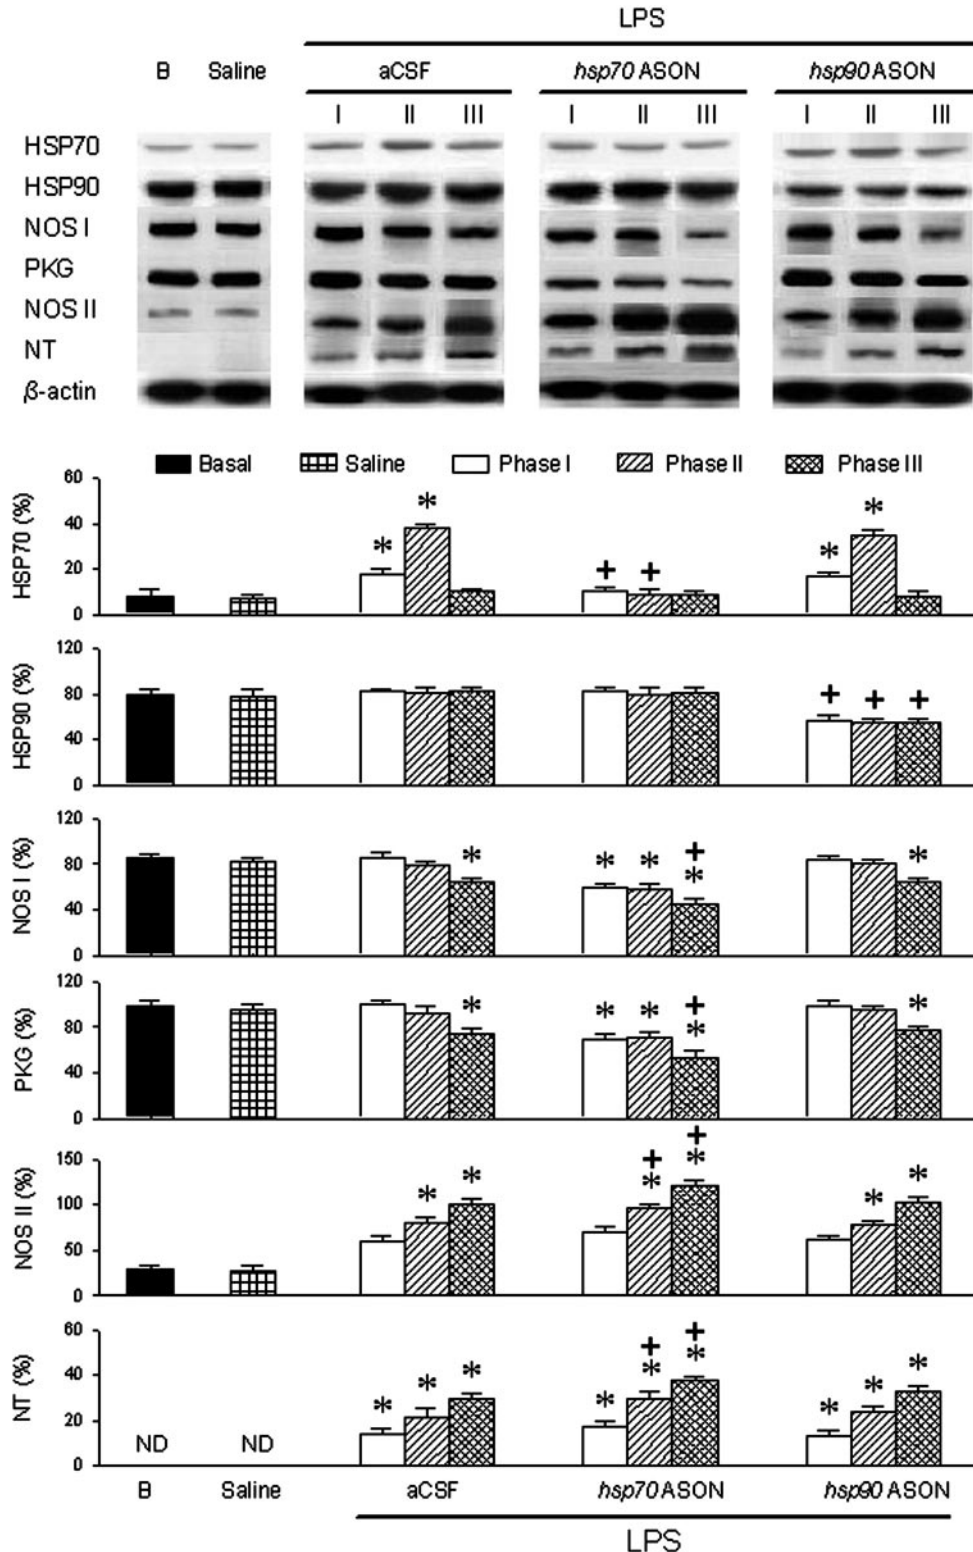 LPS
B Saline aCSF hsp70 ASON hsp90 ASON
I II III I II III I II III
HSP70
HSP90
NOS I
PKG
NOS II
NT
β-actin
Basal Saline Phase I Phase II Phase III
HSP70 (%)
60
40
20
0
* * + + * *
HSP90 (%)
120
80
40
0
+ + +
NOS I (%)
120
80
40
0
* * * + * *
PKG (%)
120
80
40
0
* * * + * *
NOS II (%)
150
100
50
0
* * + * + * * *
NT (%)
60
40
20
0
ND ND * * * * + * + * * * *
B Saline aCSF hsp70 ASON hsp90 ASON
LPS